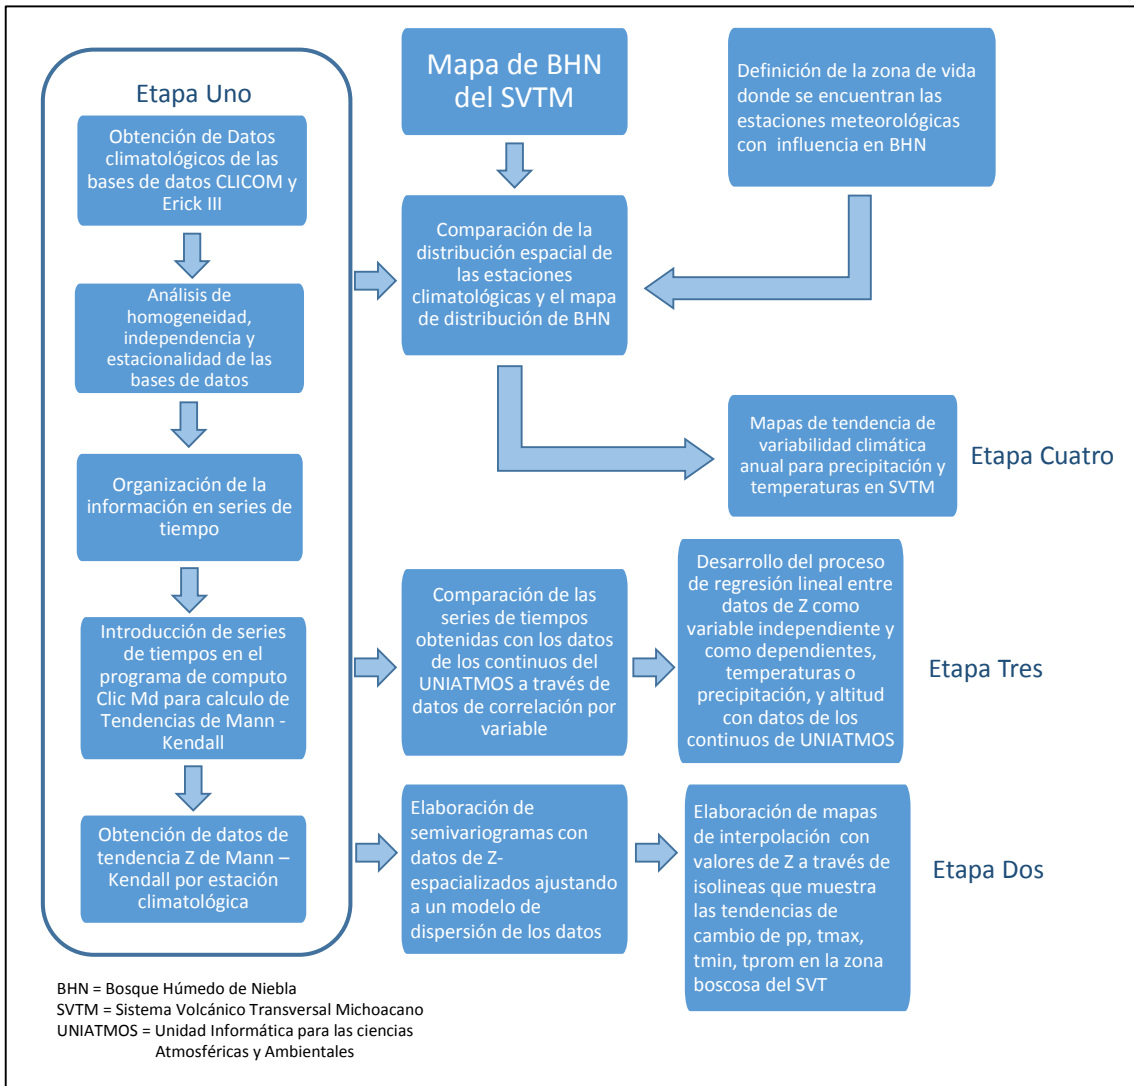 Etapa Uno
Obtención de Datos
climatológicos de las
bases de datos CLICOM y
Erick III
Análisis de
homogeneidad,
independencia y
estacionalidad de las
bases de datos
Organización de la
información en series de
tiempo
Introducción de series
de tiempos en el
programa de computo
Clic Md para calculo de
Tendencias de Mann -
Kendall
Obtención de datos de
tendencia Z de Mann –
Kendall por estación
climatológica
Mapa de BHN
del SVTM
Definición de la zona de vida
donde se encuentran las
estaciones meteorológicas
con  influencia en BHN
Comparación de la
distribución espacial de
las estaciones
climatológicas y el mapa
de distribución de BHN
Mapas de tendencia de
variabilidad climática
anual para precipitación y
temperaturas en SVTM
Etapa Cuatro
Comparación de las
series de tiempos
obtenidas con los datos
de los continuos del
UNIATMOS a través de
datos de correlación por
variable
Desarrollo del proceso
de regresión lineal entre
datos de Z como
variable independiente y
como dependientes,
temperaturas o
precipitación, y altitud
con datos de los
continuos de UNIATMOS
Etapa Tres
Elaboración de
semivariogramas con
datos de Z-
espacializados ajustando
a un modelo de
dispersión de los datos
Elaboración de mapas
de interpolación  con
valores de Z a través de
isolineas que muestra
las tendencias de
cambio de pp, tmax,
tmin, tprom en la zona
boscosa del SVT
Etapa Dos
BHN = Bosque Húmedo de Niebla
SVTM = Sistema Volcánico Transversal Michoacano
UNIATMOS = Unidad Informática para las ciencias
Atmosféricas y Ambientales